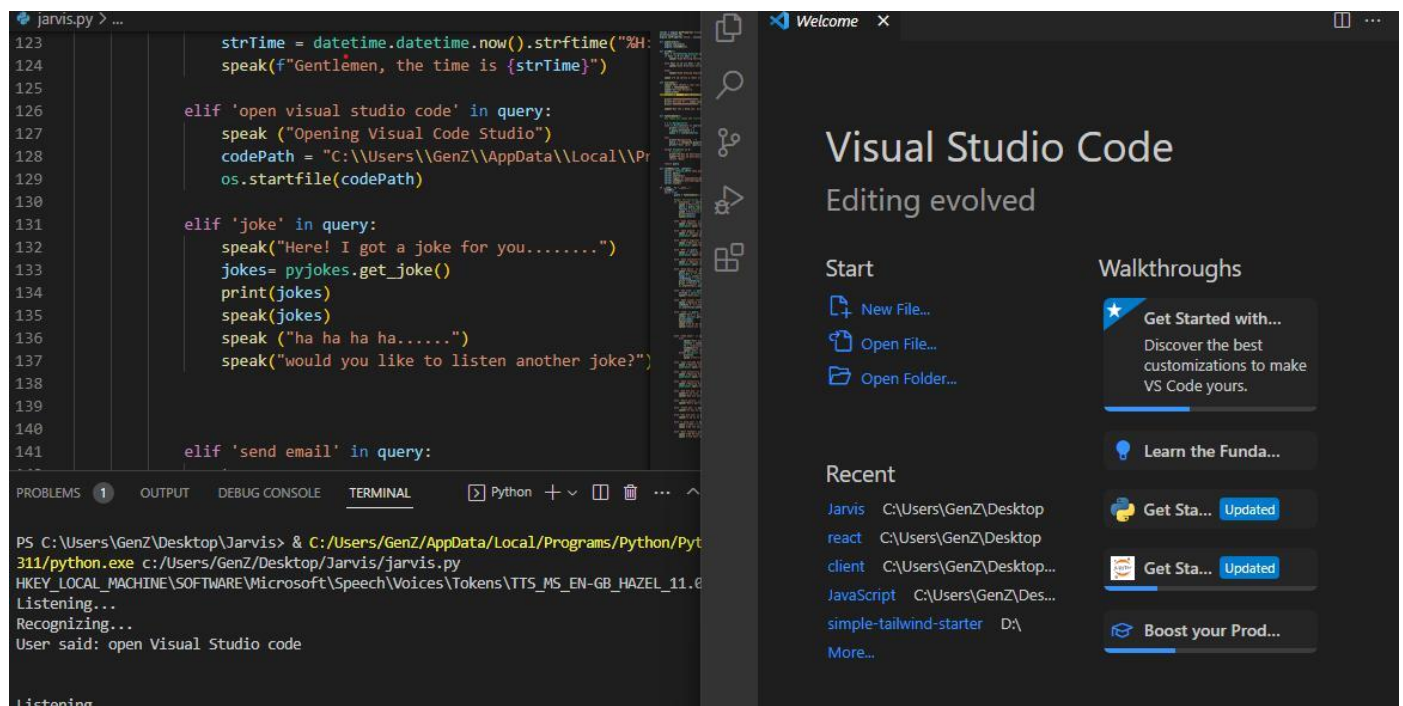 jarvis.py > ...
123 strTime = datetime.datetime.now().strftime("%H:
124 speak(f"Gentlemen, the time is {strTime}")
125
126 elif 'open visual studio code' in query:
127 speak ("Opening Visual Code Studio")
128 codePath = "C:\\Users\\GenZ\\AppData\\Local\\Pr
129 os.startfile(codePath)
130
131 elif 'joke' in query:
132 speak("Here! I got a joke for you........")
133 jokes= pyjokes.get_joke()
134 print(jokes)
135 speak(jokes)
136 speak ("ha ha ha ha......")
137 speak("would you like to listen another joke?")
138
139
140
141 elif 'send email' in query:
PROBLEMS 1 OUTPUT DEBUG CONSOLE TERMINAL Python
PS C:\Users\GenZ\Desktop\Jarvis> & C:/Users/GenZ/AppData/Local/Programs/Python/Pyt
311/python.exe c:/Users/GenZ/Desktop/Jarvis/jarvis.py
HKEY_LOCAL_MACHINE\SOFTWARE\Microsoft\Speech\Voices\Tokens\TTS_MS_EN-GB_HAZEL_11.0
Listening...
Recognizing...
User said: open Visual Studio code
Listening
Welcome
Visual Studio Code
Editing evolved
Start
New File...
Open File...
Open Folder...
Recent
Jarvis C:\Users\GenZ\Desktop
react C:\Users\GenZ\Desktop
client C:\Users\GenZ\Desktop...
JavaScript C:\Users\GenZ\Des...
simple-tailwind-starter D:\
More...
Walkthroughs
Get Started with...
Discover the best
customizations to make
VS Code yours.
Learn the Funda...
Get Sta... Updated
Get Sta... Updated
Boost your Prod...